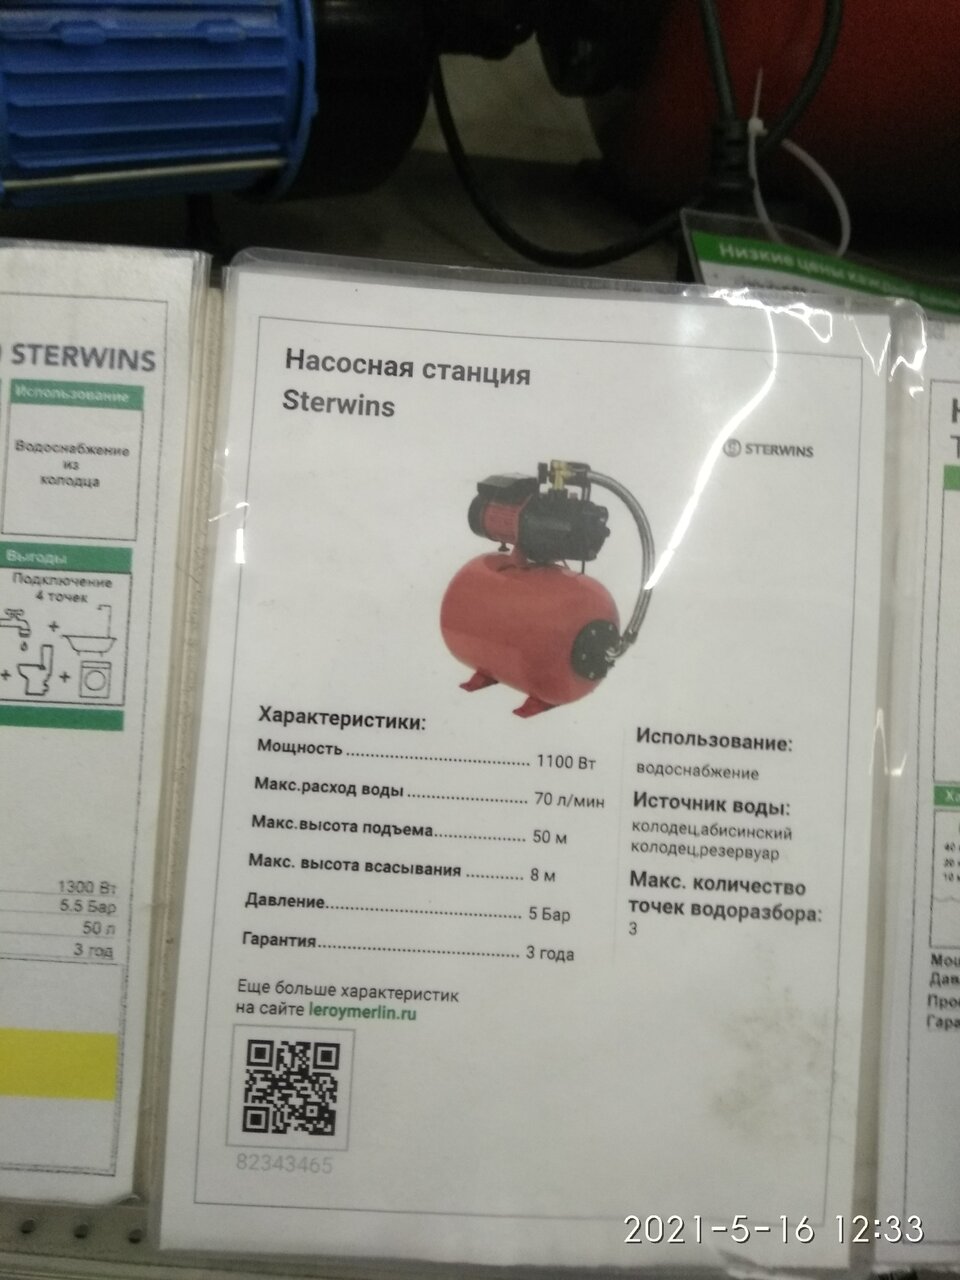 Низкие цены каждый
STERWINS
Использование
Водоснабжение
из
колодца
Выгоды
Подключение
4 точек
+
+
+
1300 Вт
5.5 Бар
50 л
3 год
Насосная станция
Sterwins
STERWINS
Характеристики:
Мощность ........ 1100 Вт
Макс.расход воды ........ 70 л/мин
Макс.высота подъема........ 50 м
Макс. высота всасывания ........ 8 м
Давление........ 5 Бар
Гарантия........ 3 года
Использование:
водоснабжение
Источник воды:
колодец,абисинский
колодец,резервуар
Макс. количество
точек водоразбора:
3
Еще больше характеристик
на сайте leroymerlin.ru
82343465
2021-5-16 12:33